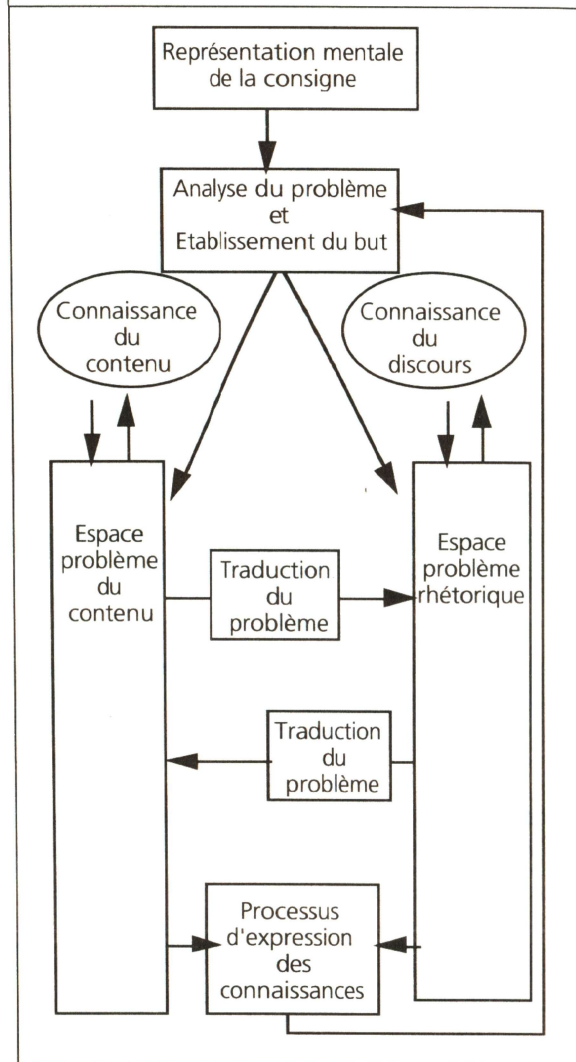 Représentation mentale
de la consigne
Analyse du problème
et
Etablissement du but
Connaissance
du
contenu
Connaissance
du
discours
Espace
problème
du
contenu
Traduction
du
problème
Espace
problème
rhétorique
Traduction
du
problème
Processus
d'expression
des
connaissances